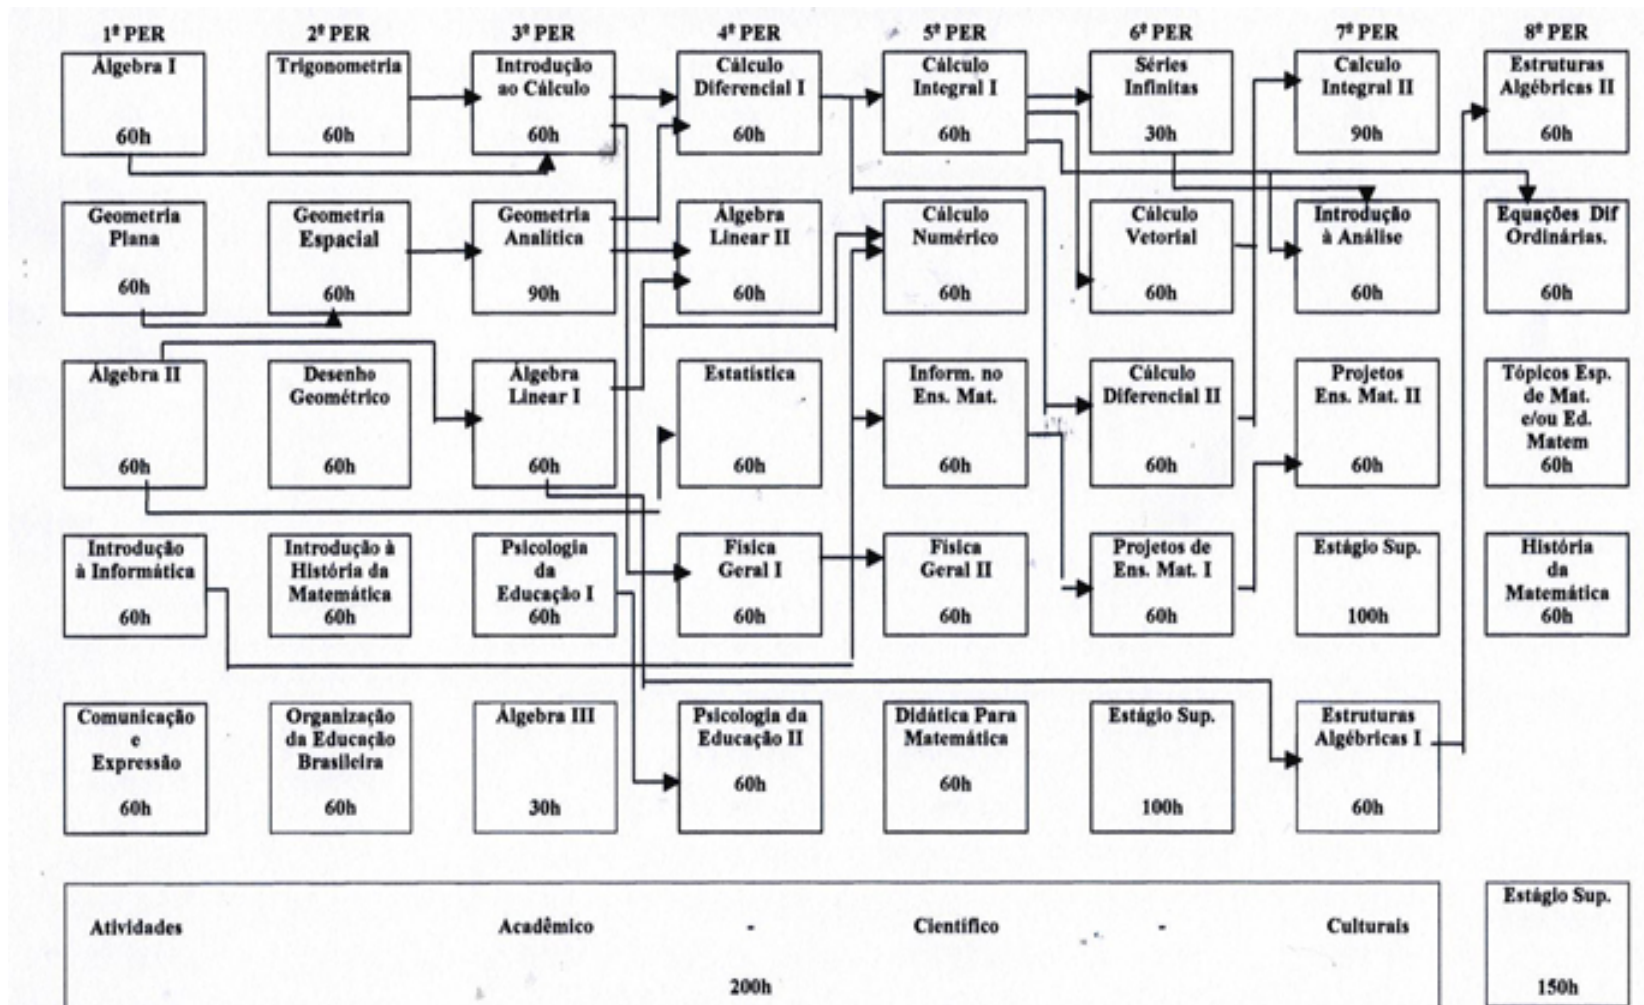 1ª PER 2ª PER 3ª PER 4ª PER 5ª PER 6ª PER 7ª PER 8ª PER
Álgebra I
60h
Trigonometria
60h
Introdução
ao Cálculo
60h
Cálculo
Diferencial I
60h
Cálculo
Integral I
60h
Séries
Infinitas
30h
Calculo
Integral II
90h
Estruturas
Algébricas II
60h
Geometria
Plana
60h
Geometria
Espacial
60h
Geometria
Analítica
90h
Álgebra
Linear II
60h
Cálculo
Numérico
60h
Cálculo
Vetorial
60h
Introdução
à Análise
60h
Equações Dif
Ordinárias.
60h
Álgebra II
60h
Desenho
Geométrico
60h
Álgebra
Linear I
60h
Estatística
60h
Inform. no
Ens. Mat.
60h
Cálculo
Diferencial II
60h
Projetos
Ens. Mat. II
60h
Tópicos Esp.
de Mat.
e/ou Ed.
Matem
60h
Introdução
à Informática
60h
Introdução à
História da
Matemática
60h
Psicologia
da
Educação I
60h
Física
Geral I
60h
Física
Geral II
60h
Projetos de
Ens. Mat. I
60h
Estágio Sup.
100h
História
da
Matemática
60h
Comunicação
e
Expressão
60h
Organização
da Educação
Brasileira
60h
Álgebra III
30h
Psicologia da
Educação II
60h
Didática Para
Matemática
60h
Estágio Sup.
100h
Estruturas
Algébricas I
60h
Atividades Acadêmico - Científico - Culturais
200h
Estágio Sup.
150h